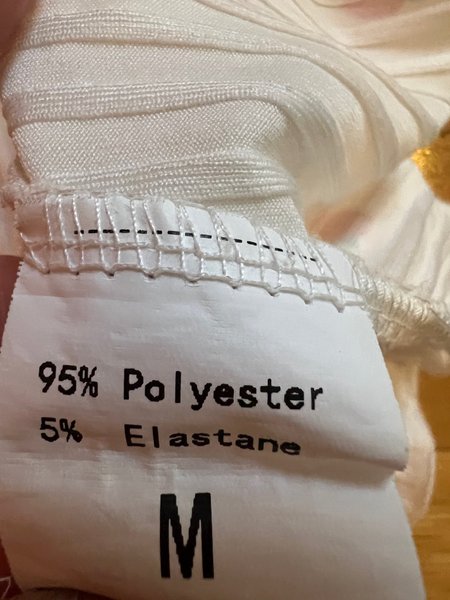 95% Polyester
5% Elastane
M